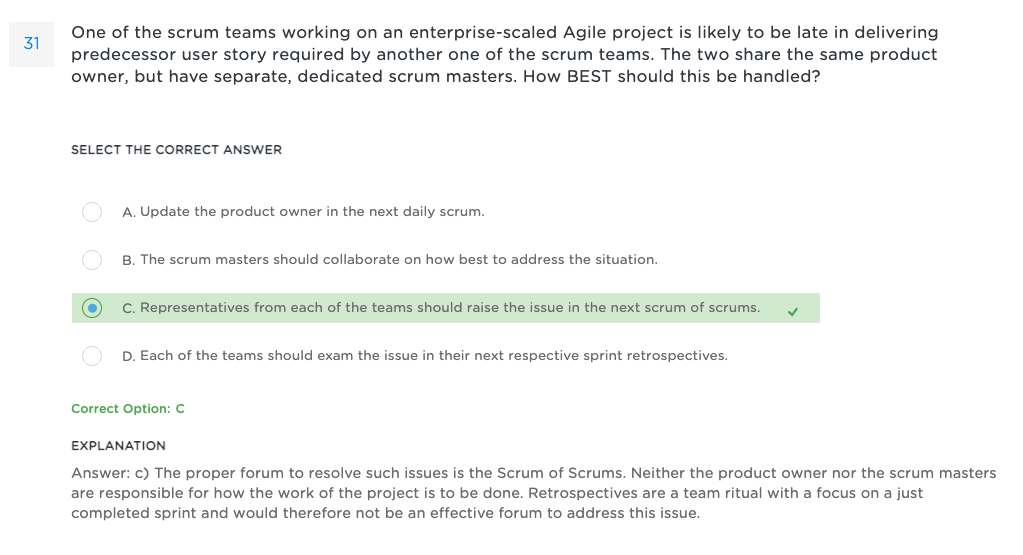 31
One of the scrum teams working on an enterprise-scaled Agile project is likely to be late in delivering
predecessor user story required by another one of the scrum teams. The two share the same product
owner, but have separate, dedicated scrum masters. How BEST should this be handled?
SELECT THE CORRECT ANSWER
A. Update the product owner in the next daily scrum.
B. The scrum masters should collaborate on how best to address the situation.
C. Representatives from each of the teams should raise the issue in the next scrum of scrums.
D. Each of the teams should exam the issue in their next respective sprint retrospectives.
Correct Option: C
EXPLANATION
Answer: c) The proper forum to resolve such issues is the Scrum of Scrums. Neither the product owner nor the scrum masters
are responsible for how the work of the project is to be done. Retrospectives are a team ritual with a focus on a just
completed sprint and would therefore not be an effective forum to address this issue.